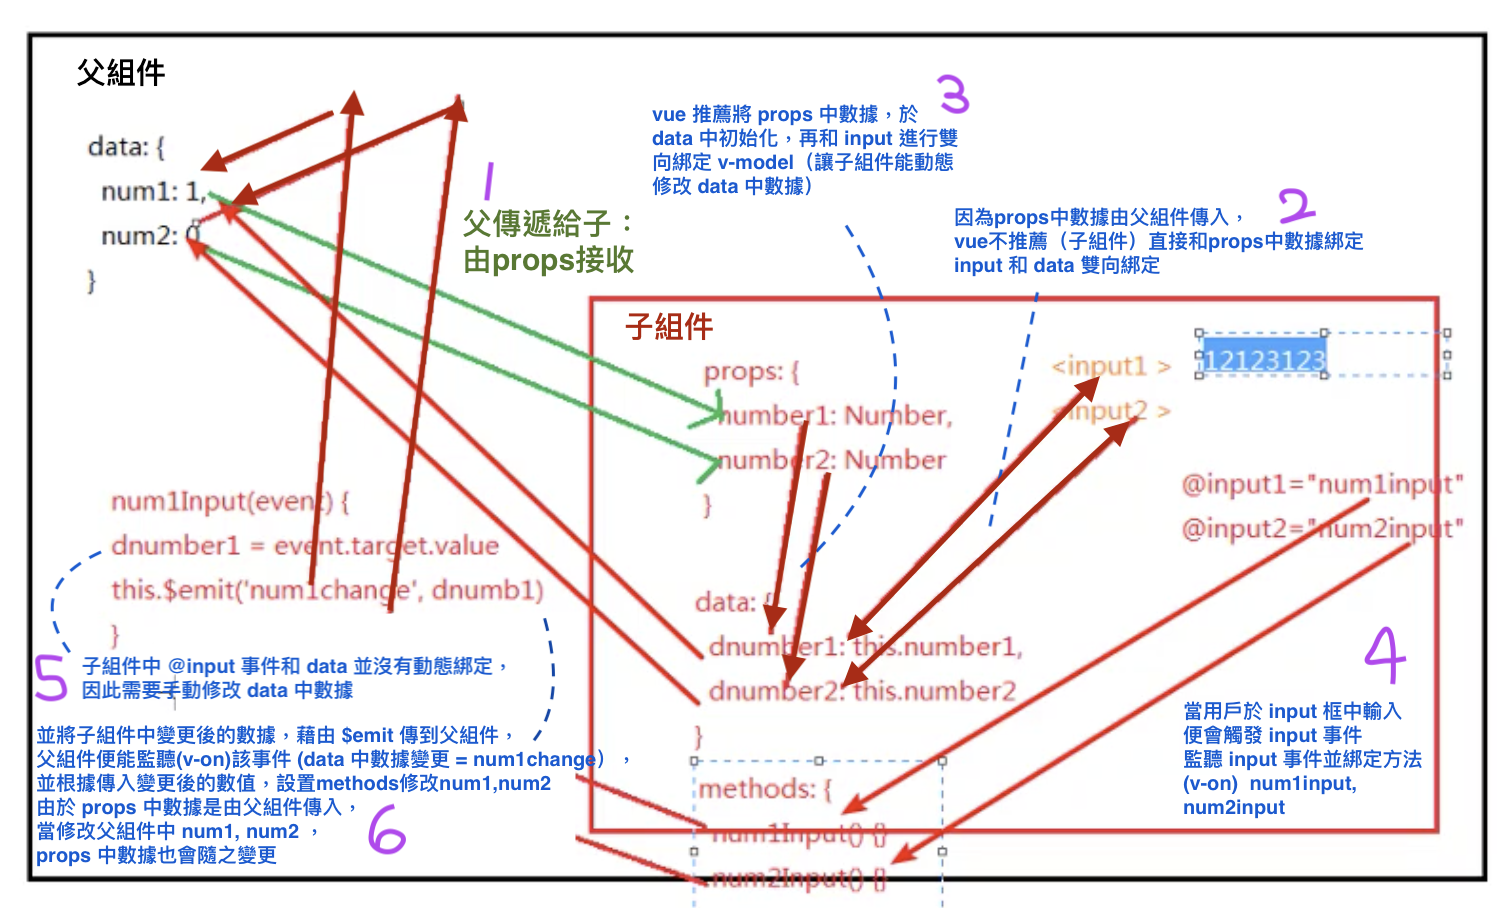 父組件
data: {
num1: 1,
num2: 0
}
1
父傳遞給子：
由props接收
3
vue 推薦將 props 中數據，於
data 中初始化，再和 input 進行雙
向綁定 v-model（讓子組件能動態
修改 data 中數據）
2
因為props中數據由父組件傳入，
vue不推薦（子組件）直接和props中數據綁定
input 和 data 雙向綁定
子組件
props: {
number1: Number,
number2: Number
}
<input1 >
<input2 >
12123123
@input1="num1input"
@input2="num2input"
num1Input(event) {
dnumber1 = event.target.value
this.$emit('num1change', dnumb1)
}
data: {
dnumber1: this.number1,
dnumber2: this.number2
}
methods: {
num1Input() {}
num2Input() {}
4
當用戶於 input 框中輸入
便會觸發 input 事件
監聽 input 事件並綁定方法
(v-on) num1input,
num2input
5
子組件中 @input 事件和 data 並沒有動態綁定，
因此需要手動修改 data 中數據
並將子組件中變更後的數據，藉由 $emit 傳到父組件，
父組件便能監聽(v-on)該事件 (data 中數據變更 = num1change），
並根據傳入變更後的數值，設置methods修改num1,num2
由於 props 中數據是由父組件傳入，
當修改父組件中 num1, num2 ，
props 中數據也會隨之變更
6